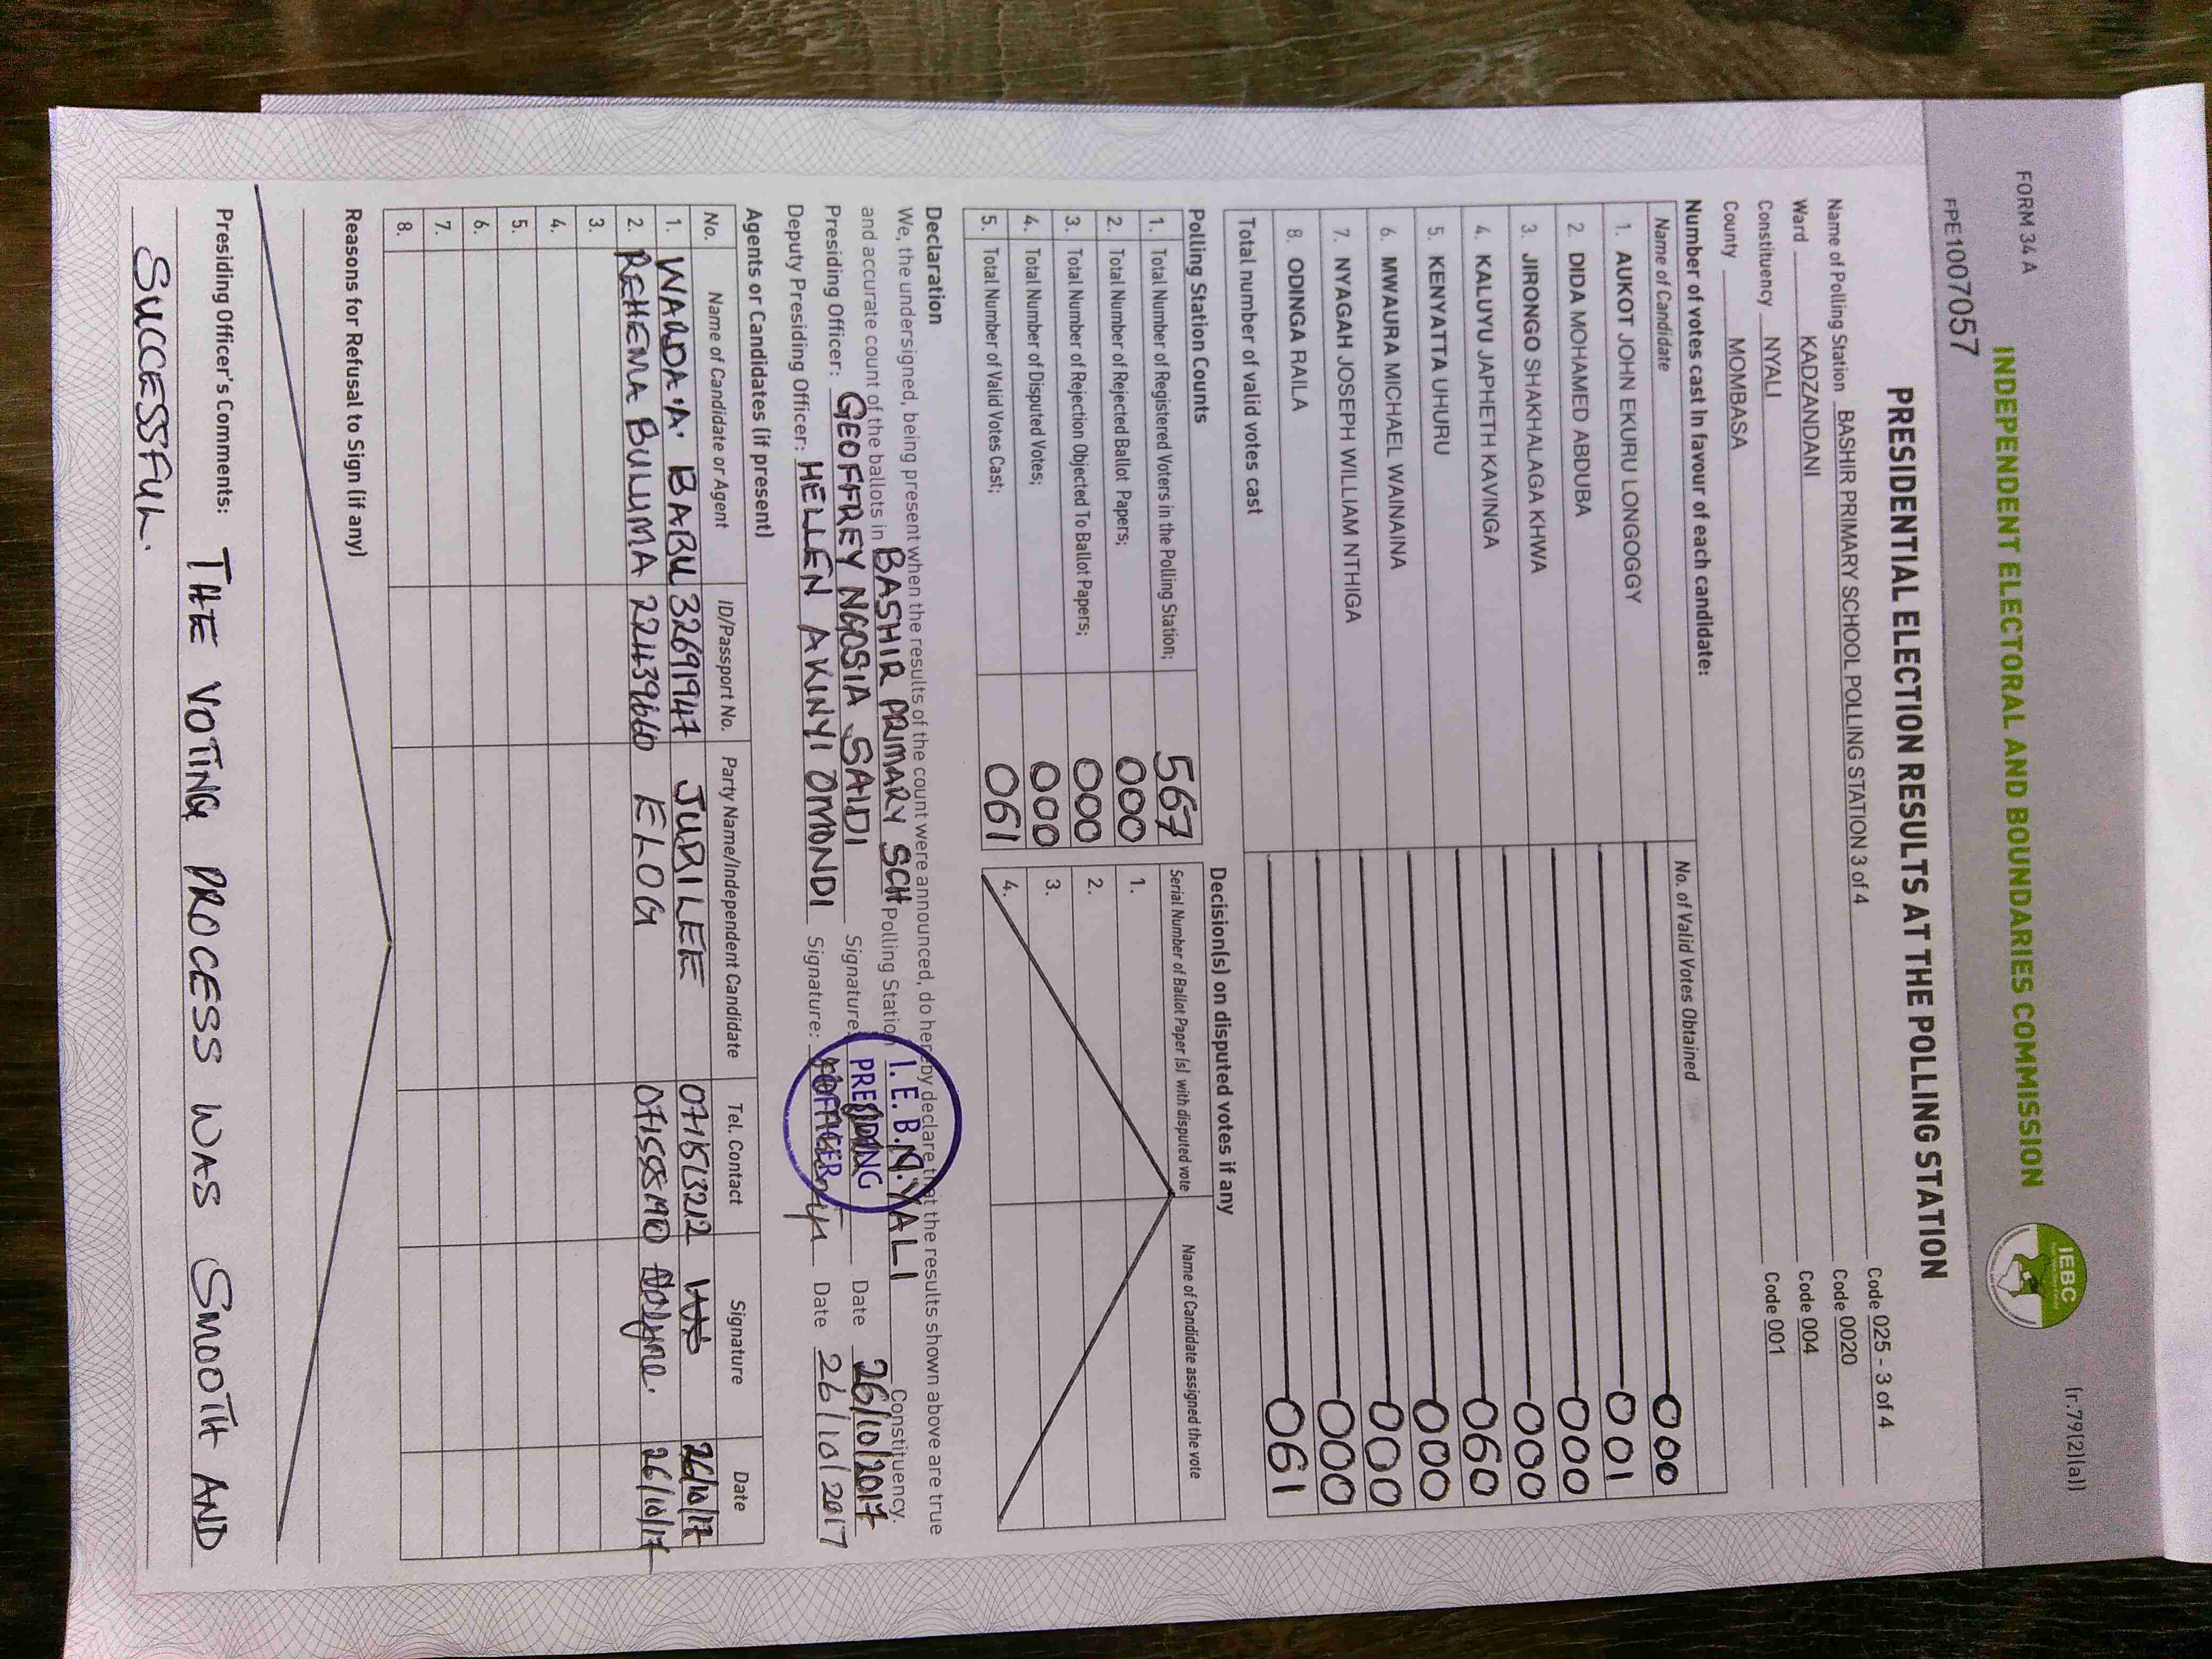 FORM 34 A
(r.79(2)(a))
INDEPENDENT ELECTORAL AND BOUNDARIES COMMISSION
IEBC
FPE1007057
PRESIDENTIAL ELECTION RESULTS AT THE POLLING STATION
Name of Polling Station BASHIR PRIMARY SCHOOL POLLING STATION 3 of 4 Code 025 - 3 of 4
Ward KADZANDANI Code 0020
Constituency NYALI Code 004
County MOMBASA Code 001
Number of votes cast In favour of each candidate:
Name of Candidate No. of Valid Votes Obtained
1. AUKOT JOHN EKURU LONGOGGY 000
2. DIDA MOHAMED ABDUBA 001
3. JIRONGO SHAKHALAGA KHWA 000
4. KALUYU JAPHETH KAVINGA 000
5. KENYATTA UHURU 060
6. MWAURA MICHAEL WAINAINA 000
7. NYAGAH JOSEPH WILLIAM NTHIGA 000
8. ODINGA RAILA 000
Total number of valid votes cast 061
Polling Station Counts
1. Total Number of Registered Voters in the Polling Station; 567
2. Total Number of Rejected Ballot Papers; 000
3. Total Number of Rejection Objected To Ballot Papers; 000
4. Total Number of Disputed Votes; 000
5. Total Number of Valid Votes Cast; 061
Decision(s) on disputed votes if any
Serial Number of Ballot Paper (s) with disputed vote Name of Candidate assigned the vote
1.
2.
3.
4.
Declaration
We, the undersigned, being present when the results of the count were announced, do hereby declare that the results shown above are true
and accurate count of the ballots in BASHIR PRIMARY SCH Polling Station NYALI Constituency.
Presiding Officer: GEOFFREY NGOSIA SAIDI Signature: Date 26/10/2017
Deputy Presiding Officer: HELLEN AKINYI OMONDI Signature: Date 26/10/2017
I. E. B.
PRESIDING
OFFICER
Agents or Candidates (if present)
No. Name of Candidate or Agent ID/Passport No. Party Name/Independent Candidate Tel. Contact Signature Date
1. WARDA 'A. BABU 32691947 JUBILEE 26/10/17
2. REHEMA BULUMA 22439660 ELOG 26/10/17
3.
4.
5.
6.
7.
8.
Reasons for Refusal to Sign (if any)
Presiding Officer's Comments: THE VOTING PROCESS WAS SMOOTH AND
SUCCESSFUL.